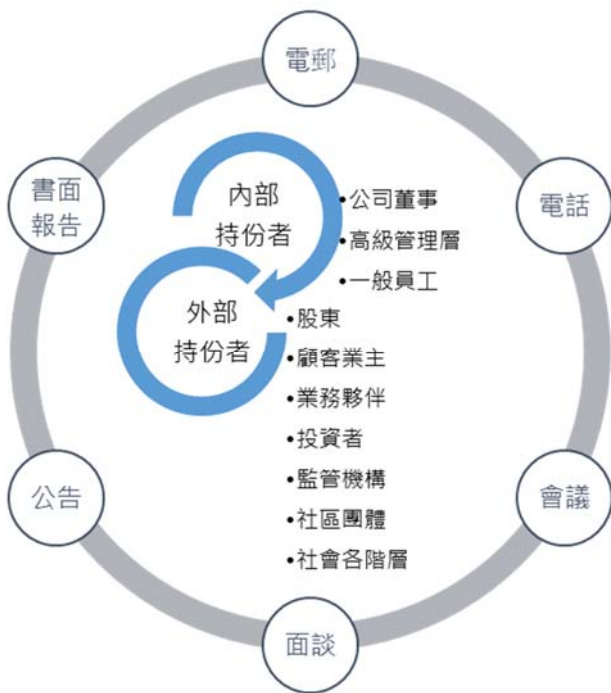 電郵
書面
報告
電話
內部
持份者
•公司董事
•高級管理層
•一般員工
外部
持份者
•股東
•顧客業主
•業務夥伴
•投資者
•監管機構
•社區團體
•社會各階層
公告
會議
面談